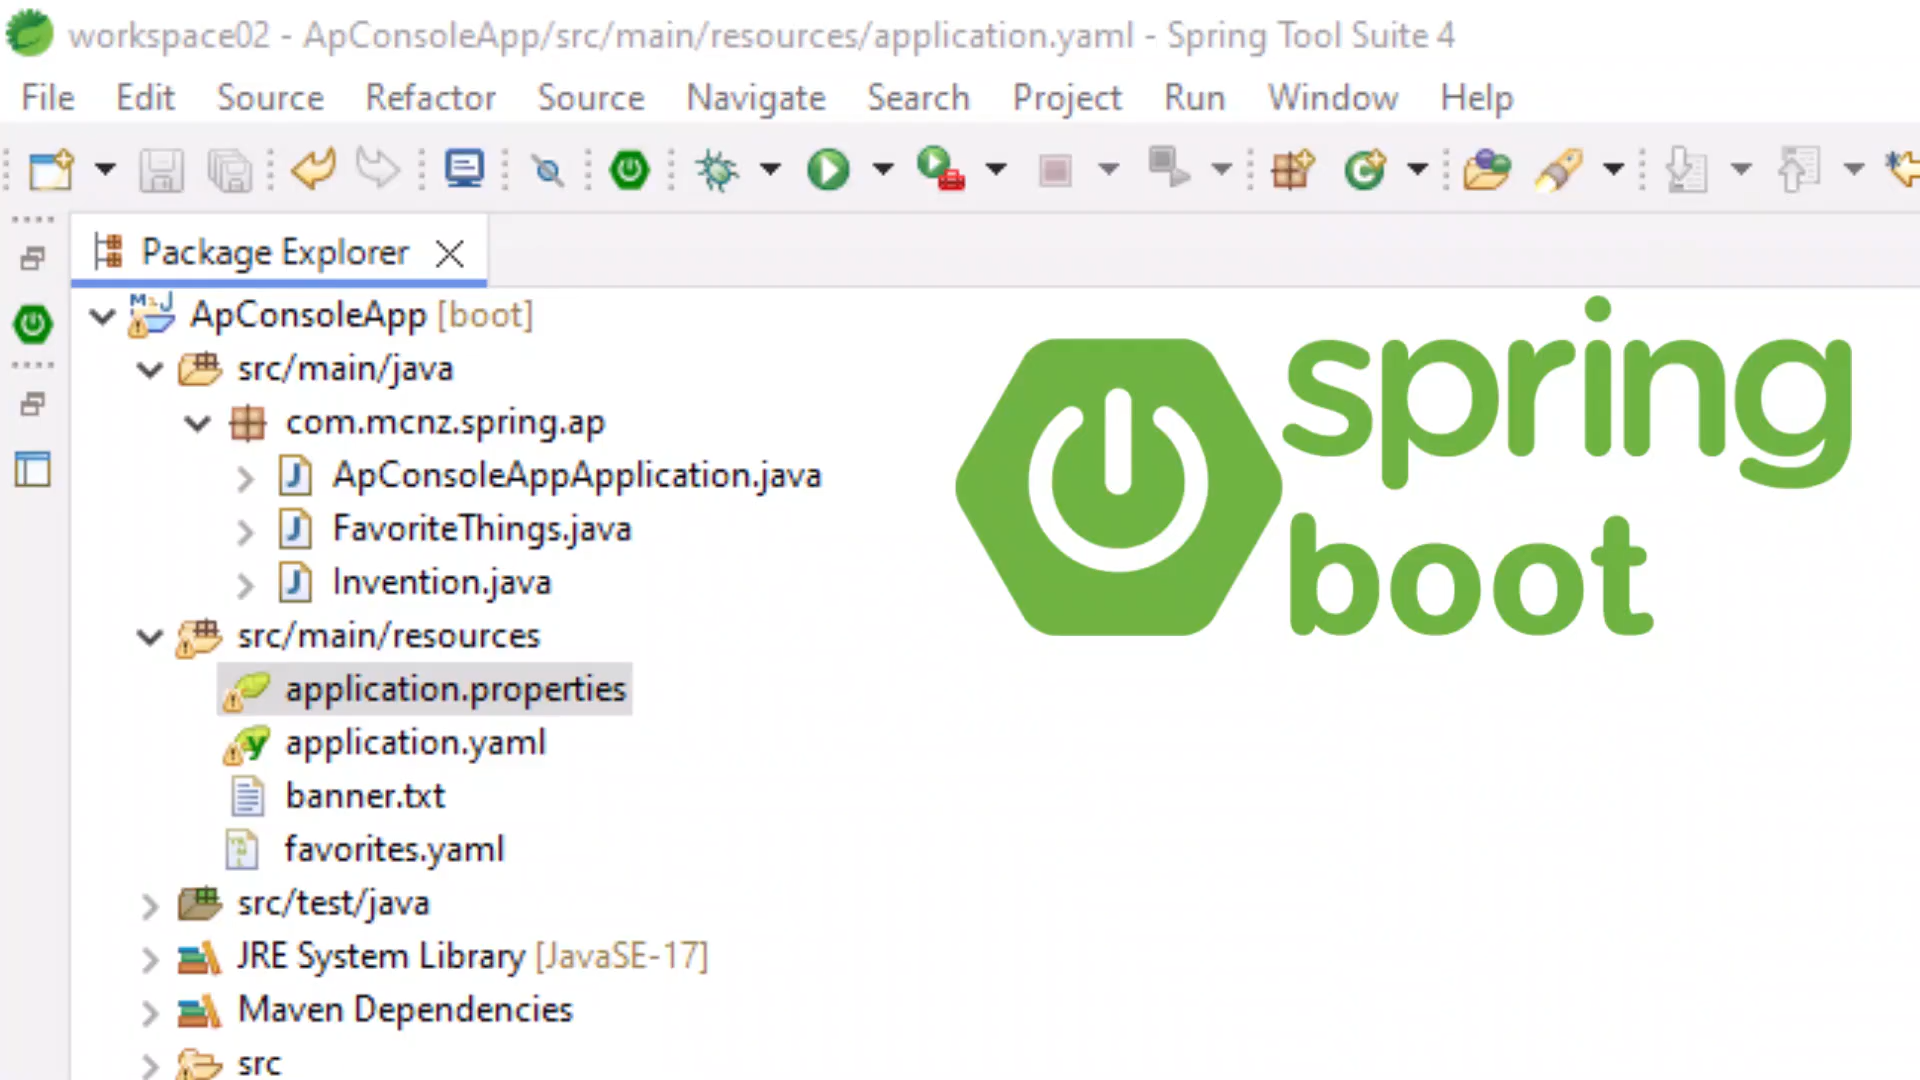 workspace02 - ApConsoleApp/src/main/resources/application.yaml - Spring Tool Suite 4
File Edit Source Refactor Source Navigate Search Project Run Window Help
Package Explorer
ApConsoleApp [boot]
src/main/java
com.mcnz.spring.ap
ApConsoleAppApplication.java
FavoriteThings.java
Invention.java
src/main/resources
application.properties
application.yaml
banner.txt
favorites.yaml
src/test/java
JRE System Library [JavaSE-17]
Maven Dependencies
src
spring
boot